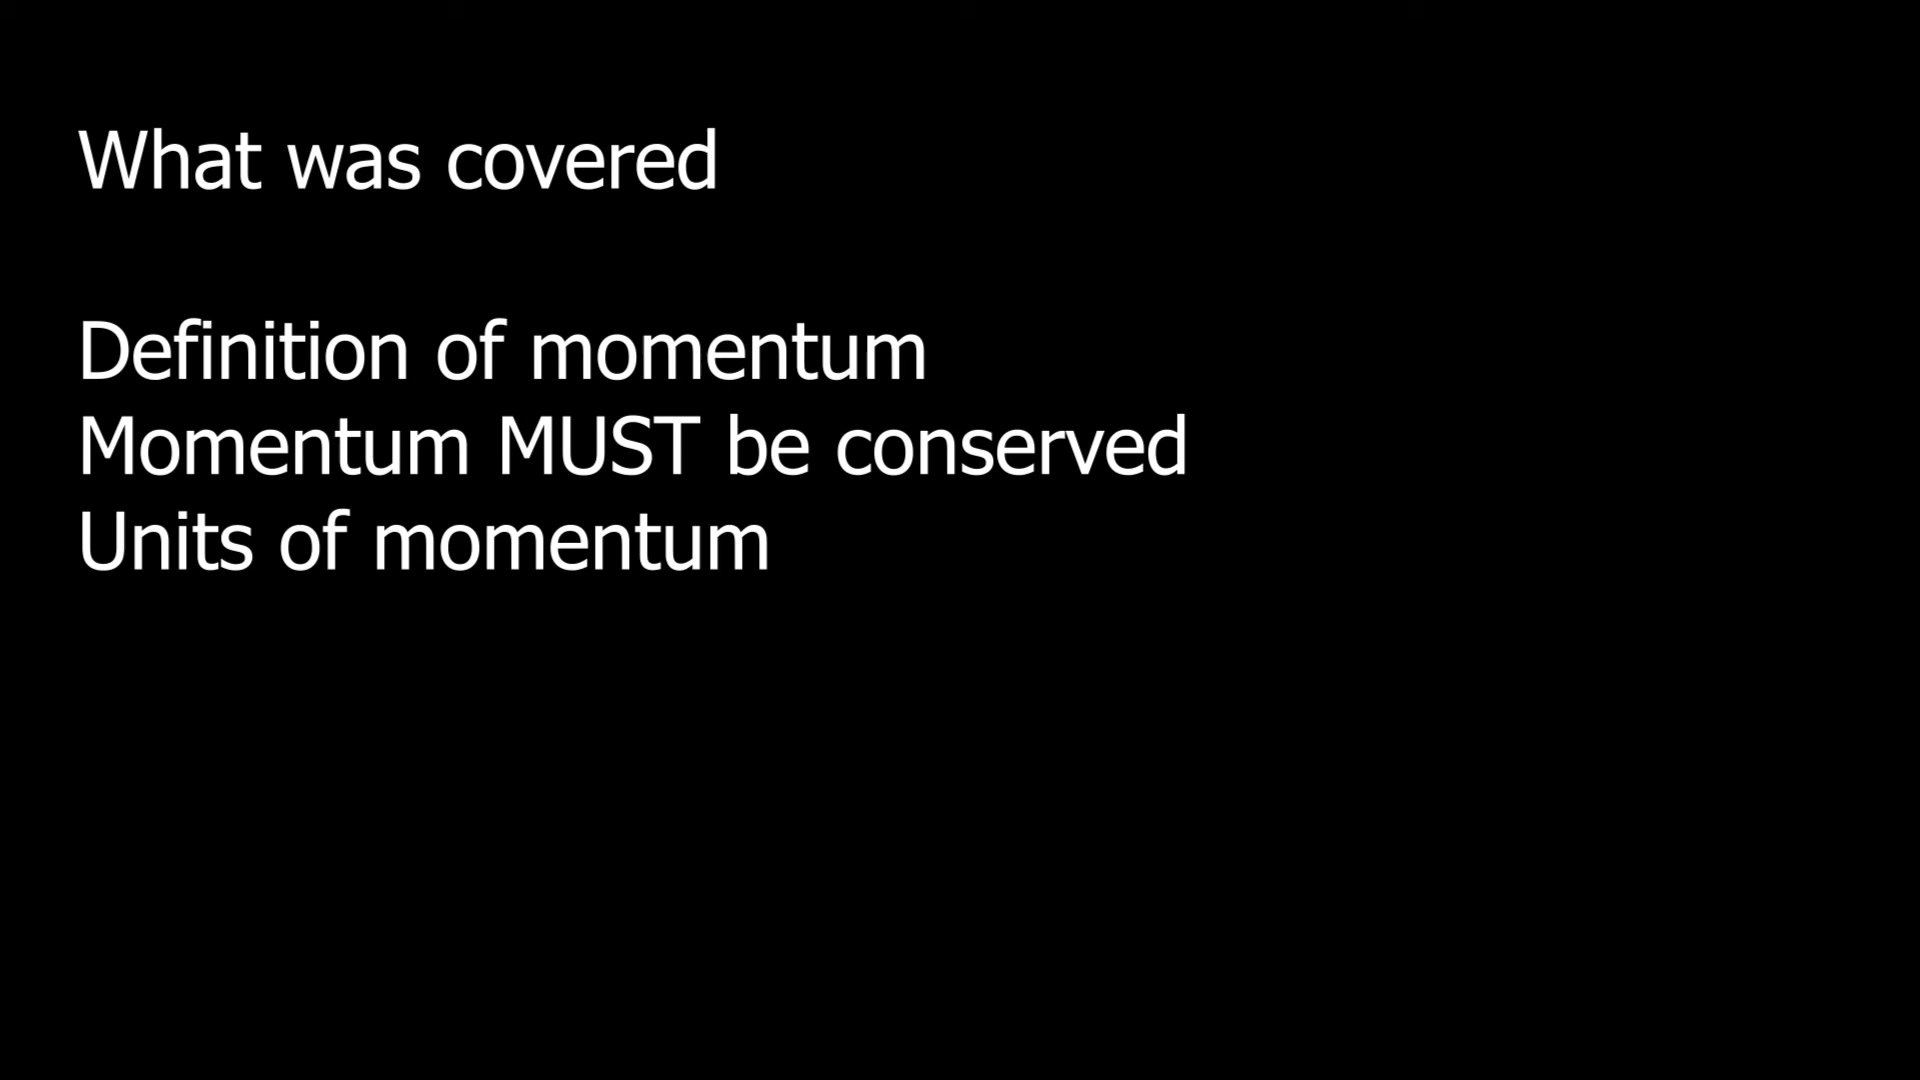 What was covered
Definition of momentum
Momentum MUST be conserved
Units of momentum